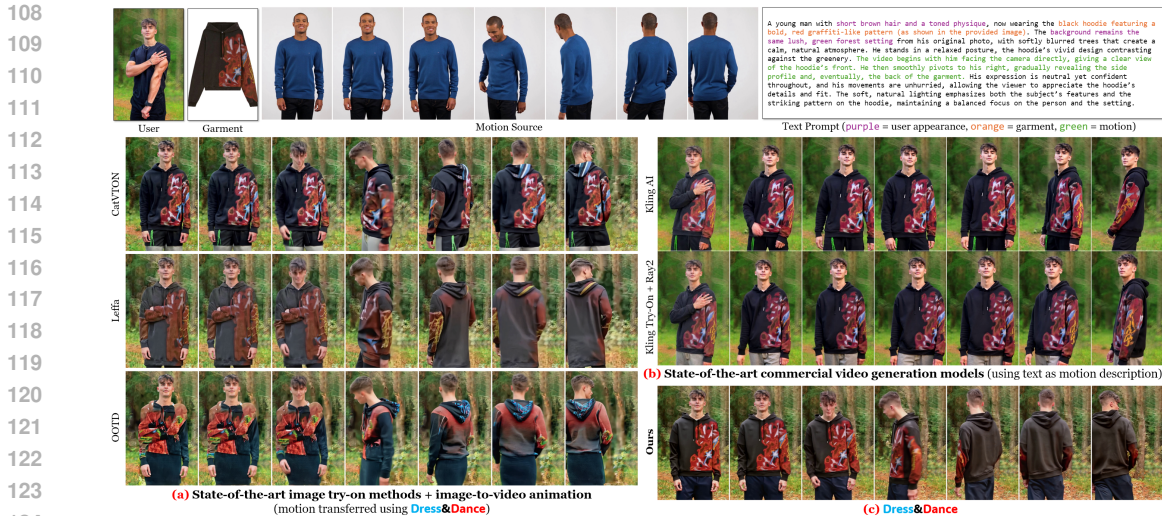 108
109
110
111
112
113
114
115
116
117
118
119
120
121
122
123
A young man with short brown hair and a toned physique, now wearing the black hoodie featuring a
bold, red graffiti-like pattern (as shown in the provided image). The background remains the
same lush, green forest setting from his original photo, with softly blurred trees that create a
calm, natural atmosphere. He stands in a relaxed posture, the hoodie's vivid design contrasting
against the greenery. The video begins with him facing the camera directly, giving a clear view
of the hoodie's front. He then smoothly pivots to his right, gradually revealing the side
profile and, eventually, the back of the garment. His expression is neutral yet confident
throughout, and his movements are unhurried, allowing the viewer to appreciate the hoodie's
details and fit. The soft, natural lighting emphasizes both the subject's features and the
striking pattern on the hoodie, maintaining a balanced focus on the person and the setting.
User
Garment
Motion Source
Text Prompt (purple = user appearance, orange = garment, green = motion)
CatVTON
Leffa
OOTD
(a) State-of-the-art image try-on methods + image-to-video animation
(motion transferred using Dress&Dance)
Kling AI
Kling Try-On + Ray2
(b) State-of-the-art commercial video generation models (using text as motion description)
Ours
(c) Dress&Dance